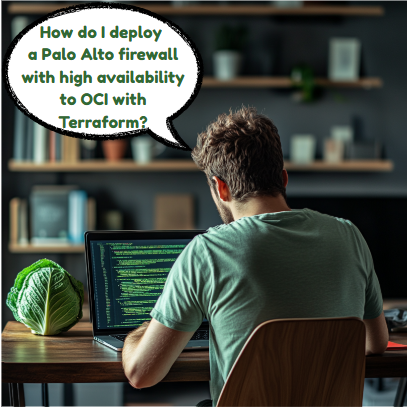 How do I deploy
a Palo Alto firewall
with high availability
to OCI with
Terraform?